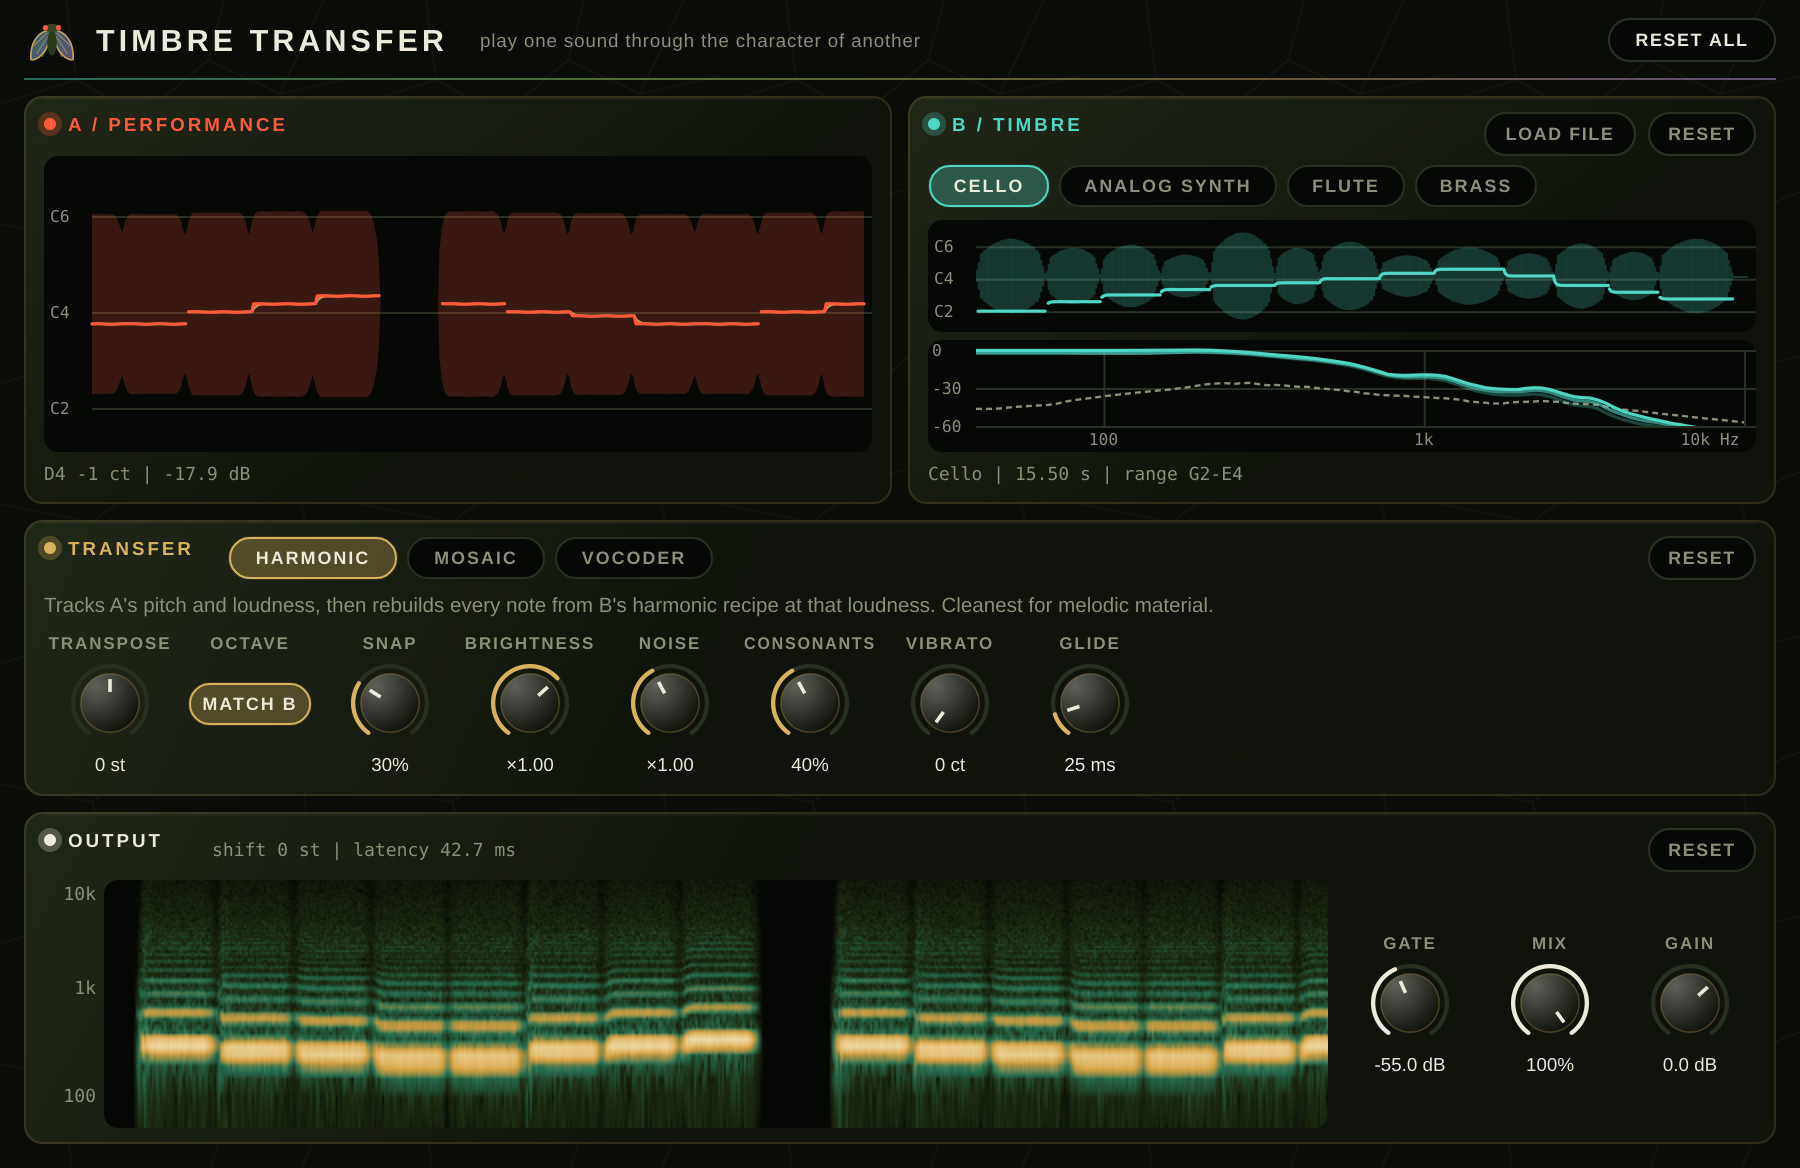 TIMBRE TRANSFER
play one sound through the character of another
RESET ALL
A / PERFORMANCE
C6
C4
C2
D4 -1 ct | -17.9 dB
B / TIMBRE
LOAD FILE
RESET
CELLO
ANALOG SYNTH
FLUTE
BRASS
C6
C4
C2
0
-30
-60
100
1k
10k Hz
Cello | 15.50 s | range G2-E4
TRANSFER
HARMONIC
MOSAIC
VOCODER
RESET
Tracks A's pitch and loudness, then rebuilds every note from B's harmonic recipe at that loudness. Cleanest for melodic material.
TRANSPOSE
OCTAVE
SNAP
BRIGHTNESS
NOISE
CONSONANTS
VIBRATO
GLIDE
MATCH B
0 st
30%
×1.00
×1.00
40%
0 ct
25 ms
OUTPUT
shift 0 st | latency 42.7 ms
RESET
10k
1k
100
GATE
MIX
GAIN
-55.0 dB
100%
0.0 dB